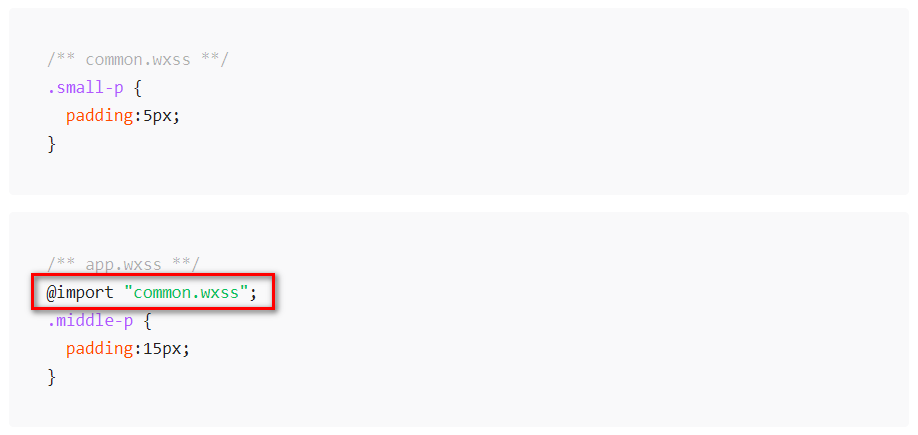 /** common.wxss **/
.small-p {
  padding:5px;
}
/** app.wxss **/
@import "common.wxss";
.middle-p {
  padding:15px;
}